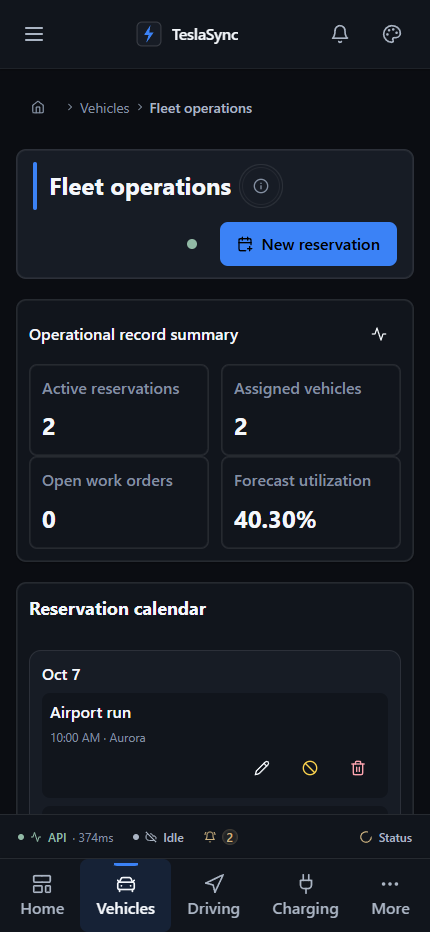 TeslaSync
Vehicles
Fleet operations
Fleet operations
New reservation
Operational record summary
Active reservations
2
Assigned vehicles
2
Open work orders
0
Forecast utilization
40.30%
Reservation calendar
Oct 7
Airport run
10:00 AM · Aurora
API · 374ms
Idle
2
Status
Home
Vehicles
Driving
Charging
More